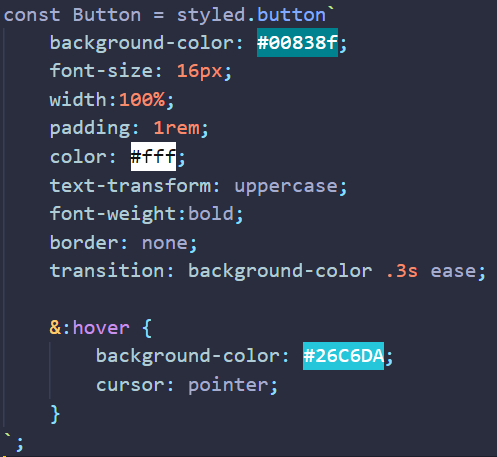 const Button = styled.button`
    background-color: #00838f;
    font-size: 16px;
    width:100%;
    padding: 1rem;
    color: #fff;
    text-transform: uppercase;
    font-weight:bold;
    border: none;
    transition: background-color .3s ease;

    &:hover {
        background-color: #26C6DA;
        cursor: pointer;
    }
`;